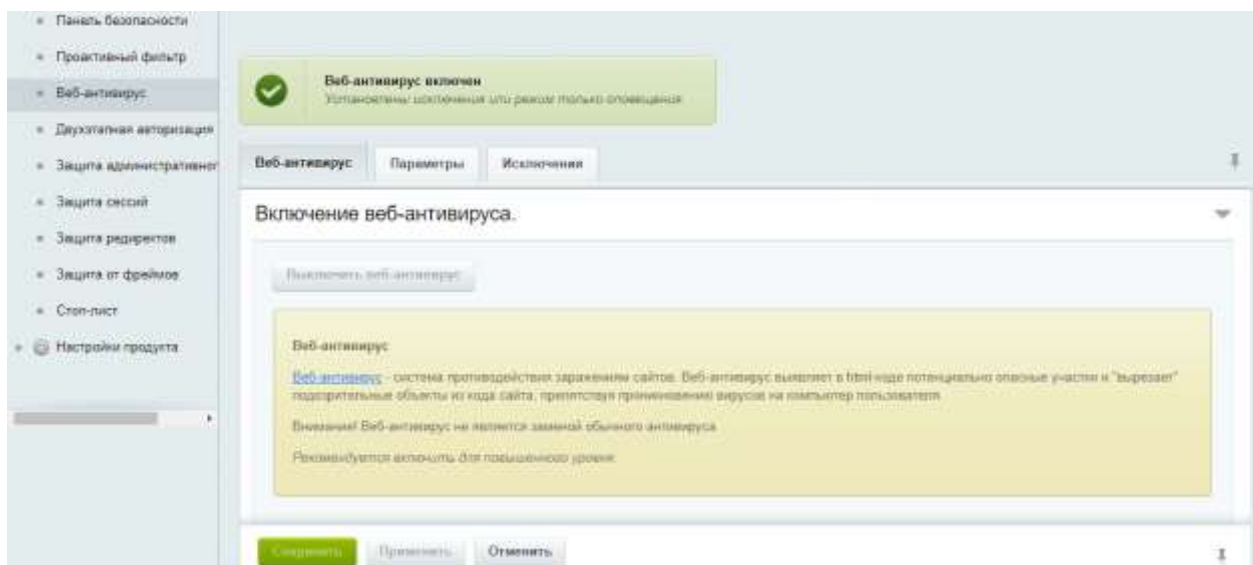 Панель безопасности
Проактивный фильтр
Веб-антивирус
Двухэтапная авторизация
Защита административног
Защита сессий
Защита редиректов
Защита от фреймов
Стоп-лист
Настройки продукта
Веб-антивирус включен
Установлены исключения или режим только оповещения
Веб-антивирус
Параметры
Исключения
Включение веб-антивируса.
Выключить веб-антивирус
Веб-антивирус
Веб-антивирус - система противодействия заражениям сайтов. Веб-антивирус выявляет в html-коде потенциально опасные участки и "вырезает"
подозрительные объекты из кода сайта, препятствуя проникновению вирусов на компьютер пользователя.
Внимание! Веб-антивирус не является заменой обычного антивируса.
Рекомендуется включить для повышенного уровня.
Сохранить
Применить
Отменить